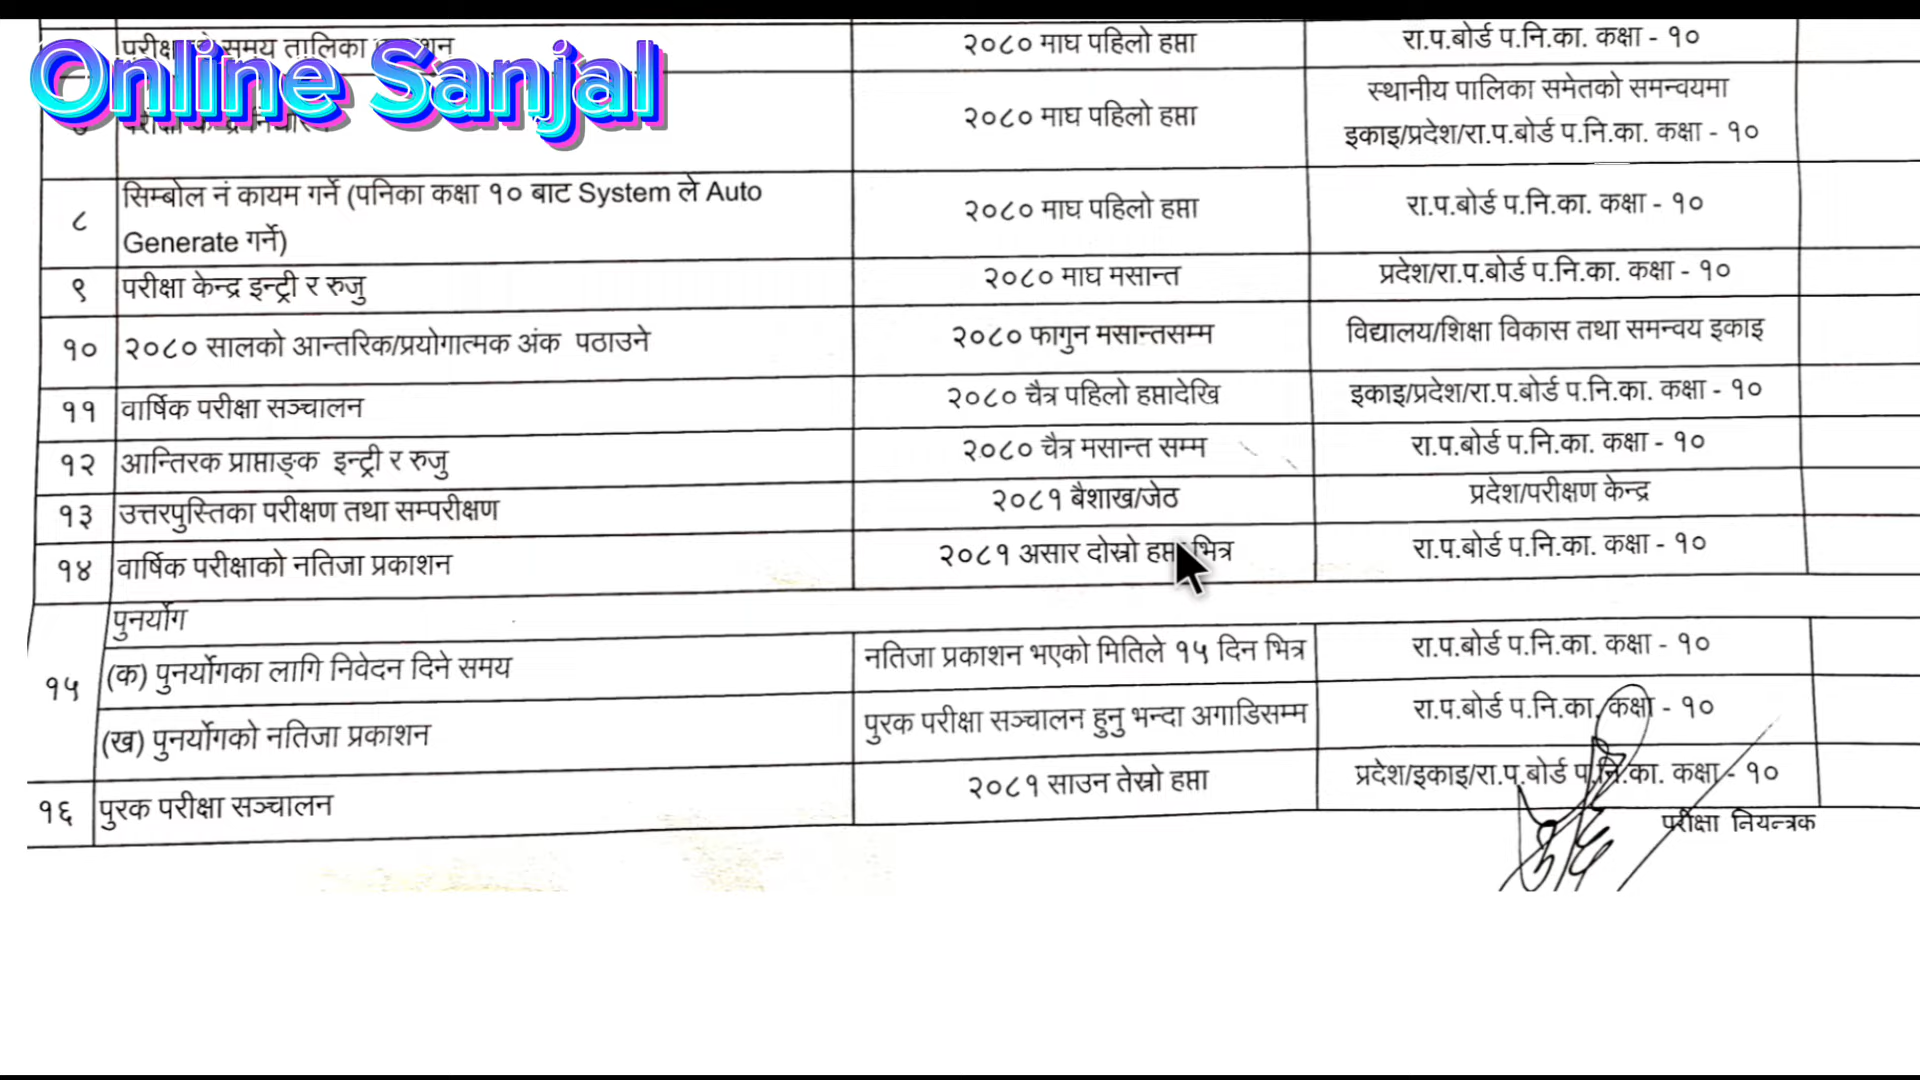 Online Sanjal
समय तालिका
२०८० माघ पहिलो हप्ता
रा.प.बोर्ड प.नि.का. कक्षा - १०
२०८० माघ पहिलो हप्ता
स्थानीय पालिका समेतको समन्वयमा
इकाइ/प्रदेश/रा.प.बोर्ड प.नि.का. कक्षा - १०
८
सिम्बोल नं कायम गर्ने (पनिका कक्षा १० बाट System ले Auto
Generate गर्ने)
२०८० माघ पहिलो हप्ता
रा.प.बोर्ड प.नि.का. कक्षा - १०
९
परीक्षा केन्द्र इन्ट्री र रुजु
२०८० माघ मसान्त
प्रदेश/रा.प.बोर्ड प.नि.का. कक्षा - १०
१०
२०८० सालको आन्तरिक/प्रयोगात्मक अंक पठाउने
२०८० फागुन मसान्तसम्म
विद्यालय/शिक्षा विकास तथा समन्वय इकाइ
११
वार्षिक परीक्षा सञ्चालन
२०८० चैत्र पहिलो हप्तादेखि
इकाइ/प्रदेश/रा.प.बोर्ड प.नि.का. कक्षा - १०
१२
आन्तिरक प्राप्ताङ्क इन्ट्री र रुजु
२०८० चैत्र मसान्त सम्म
रा.प.बोर्ड प.नि.का. कक्षा - १०
१३
उत्तरपुस्तिका परीक्षण तथा सम्परीक्षण
२०८१ बैशाख/जेठ
प्रदेश/परीक्षण केन्द्र
१४
वार्षिक परीक्षाको नतिजा प्रकाशन
२०८१ असार दोस्रो हप्ता भित्र
रा.प.बोर्ड प.नि.का. कक्षा - १०
१५
पुनर्योग
(क) पुनर्योगका लागि निवेदन दिने समय
नतिजा प्रकाशन भएको मितिले १५ दिन भित्र
रा.प.बोर्ड प.नि.का. कक्षा - १०
(ख) पुनर्योगको नतिजा प्रकाशन
पुरक परीक्षा सञ्चालन हुनु भन्दा अगाडिसम्म
रा.प.बोर्ड प.नि.का. कक्षा - १०
१६
पुरक परीक्षा सञ्चालन
२०८१ साउन तेस्रो हप्ता
प्रदेश/इकाइ/रा.प.बोर्ड प.नि.का. कक्षा - १०
परीक्षा नियन्त्रक